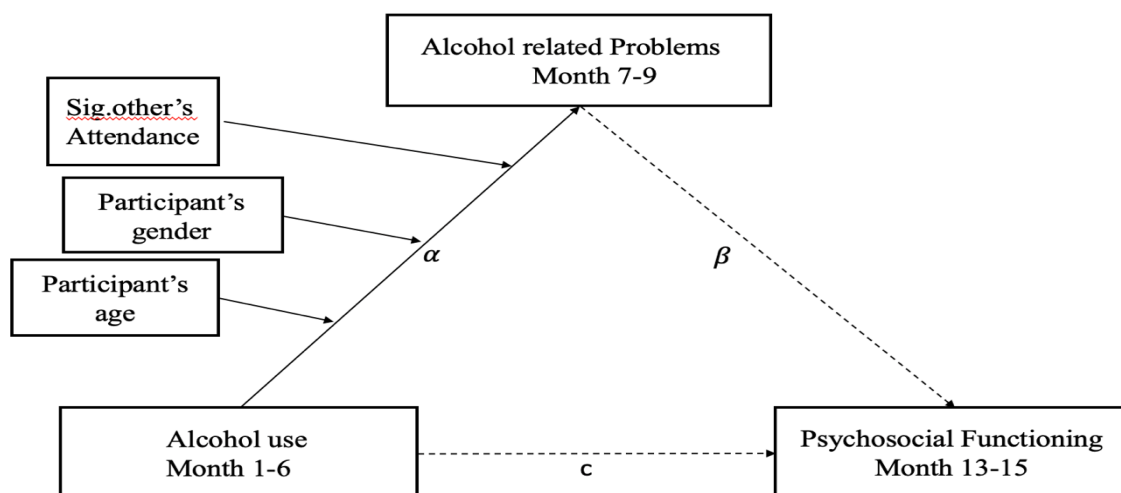 Alcohol related Problems
Month 7-9
Sig.other’s
Attendance
Participant’s
gender
α
β
Participant’s
age
Alcohol use
Month 1-6
c
Psychosocial Functioning
Month 13-15